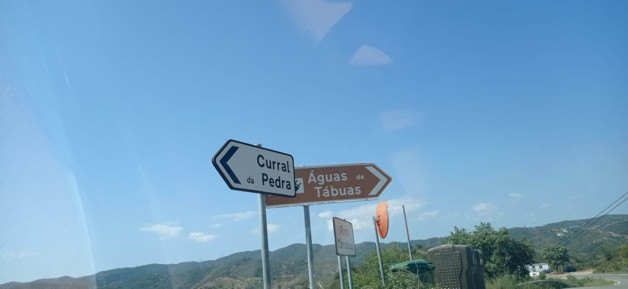 Curral
da Pedra
Águas de
Tábuas